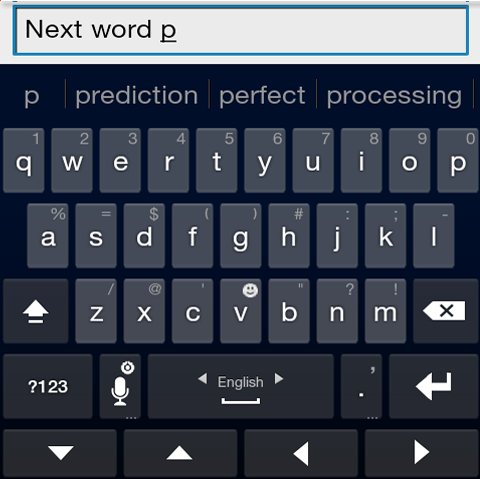 Next word p
p prediction perfect processing
1 2 3 4 5 6 7 8 9 0
q w e r t y u i o p
% = $ ( ) # : ; -
a s d f g h j k l
/ @ ' " ? !
z x c v b n m
,
?123 English .
... ...